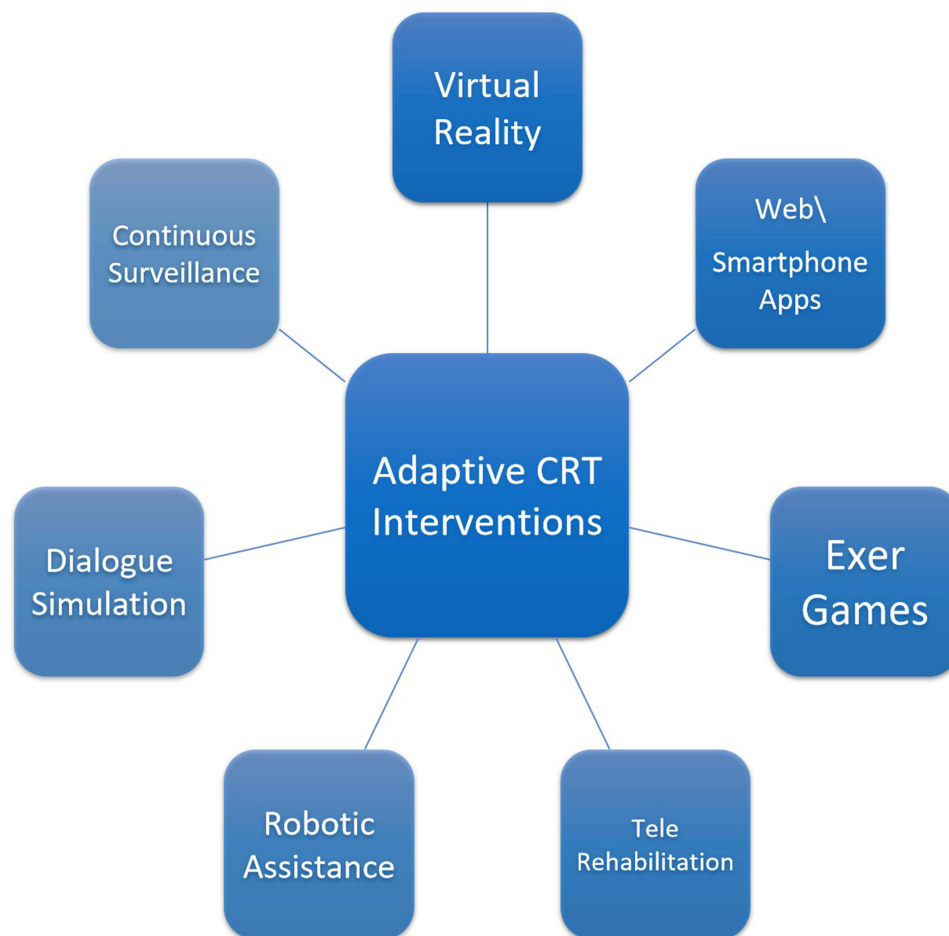 Virtual
Reality
Web\
Smartphone
Apps
Exer
Games
Tele
Rehabilitation
Robotic
Assistance
Dialogue
Simulation
Continuous
Surveillance
Adaptive CRT
Interventions